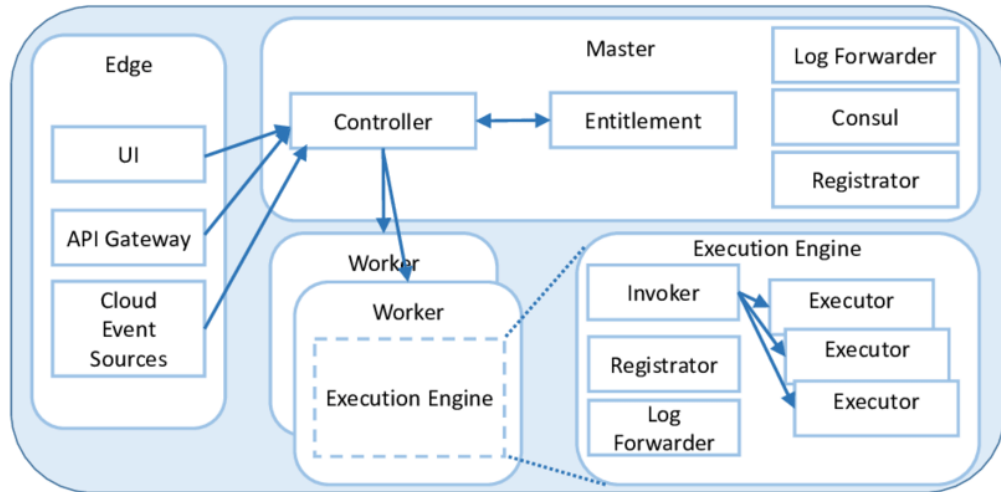 Edge
UI
API Gateway
Cloud
Event
Sources
Master
Controller
Entitlement
Log Forwarder
Consul
Registrator
Worker
Worker
Execution Engine
Execution Engine
Invoker
Registrator
Log
Forwarder
Executor
Executor
Executor